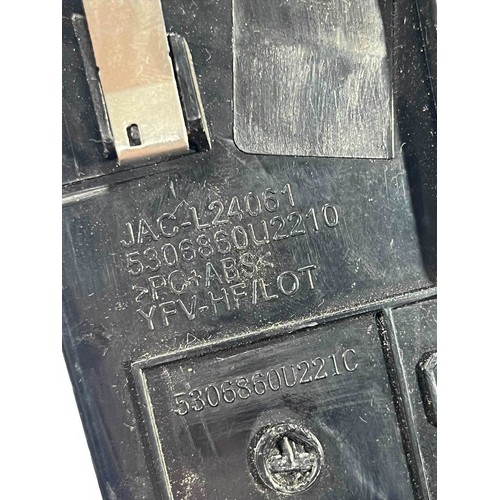 JAC-L24061
5306860U2210
>PC+ABS<
YFV-HF/LOT
5306860U221C